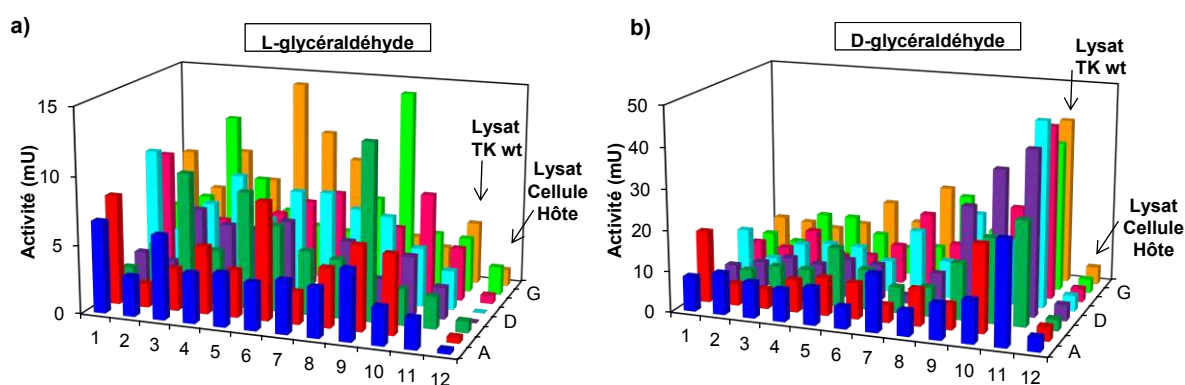 a)
L-glycéraldéhyde
Activité (mU)
15
10
5
0
1 2 3 4 5 6 7 8 9 10 11 12
A
D
G
Lysat
TK wt
Lysat
Cellule
Hôte
b)
D-glycéraldéhyde
Activité (mU)
50
40
30
20
10
0
1 2 3 4 5 6 7 8 9 10 11 12
A
D
G
Lysat
TK wt
Lysat
Cellule
Hôte